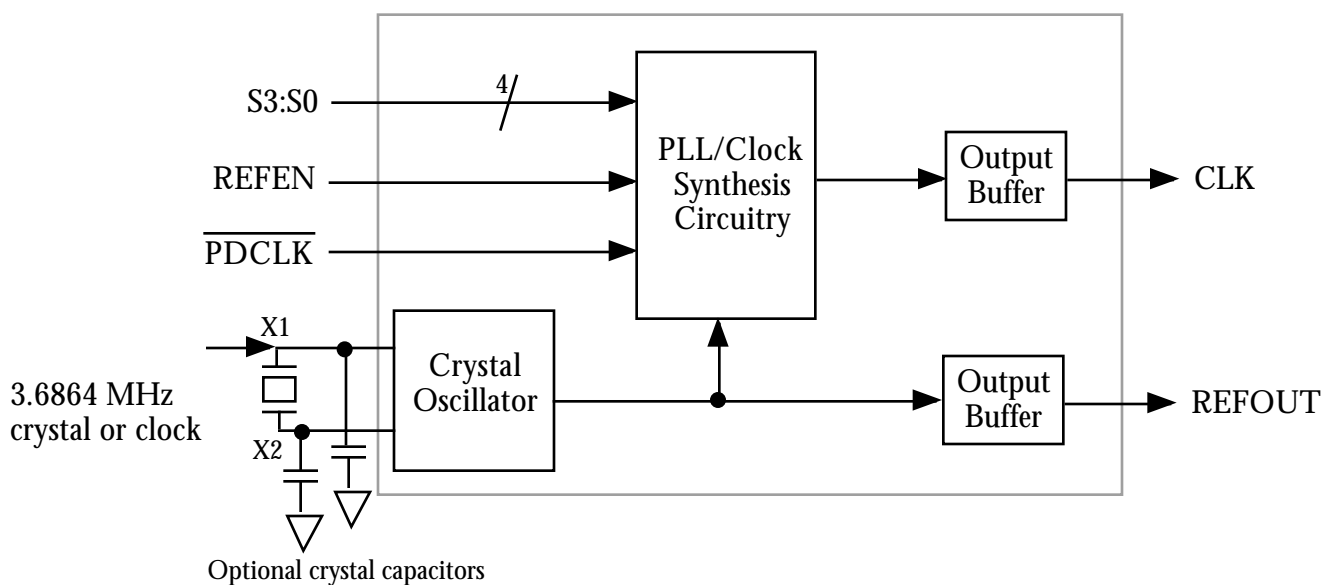 4
S3:S0
REFEN
PDCLK
PLL/Clock
Synthesis
Circuitry
Output
Buffer
CLK
X1
3.6864 MHz
crystal or clock
X2
Crystal
Oscillator
Output
Buffer
REFOUT
Optional crystal capacitors